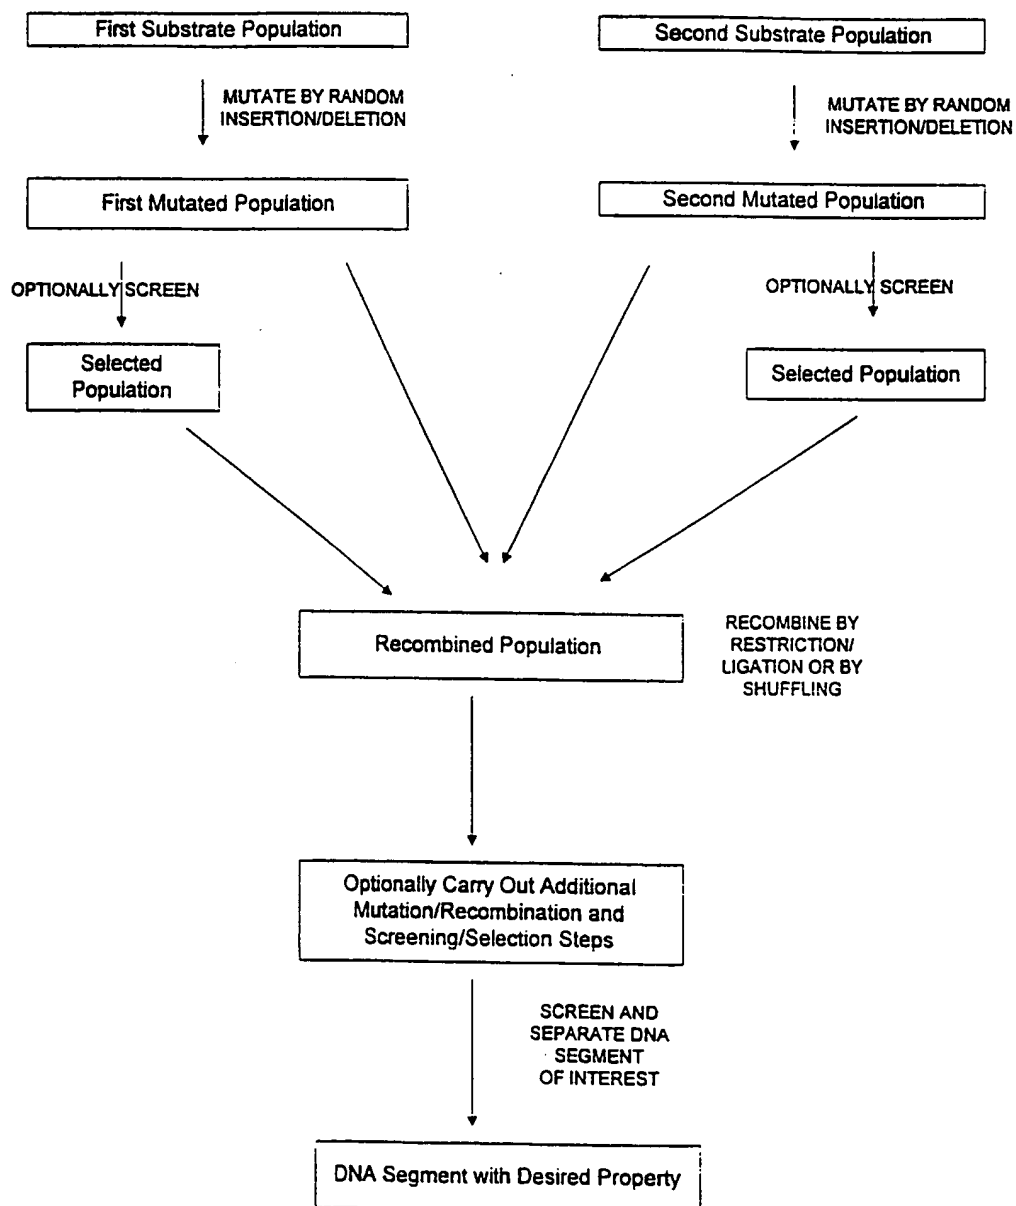 First Substrate Population
Second Substrate Population
MUTATE BY RANDOM
INSERTION/DELETION
MUTATE BY RANDOM
INSERTION/DELETION
First Mutated Population
Second Mutated Population
OPTIONALLY SCREEN
OPTIONALLY SCREEN
Selected
Population
Selected Population
Recombined Population
RECOMBINE BY
RESTRICTION/
LIGATION OR BY
SHUFFLING
Optionally Carry Out Additional
Mutation/Recombination and
Screening/Selection Steps
SCREEN AND
SEPARATE DNA
SEGMENT
OF INTEREST
DNA Segment with Desired Property